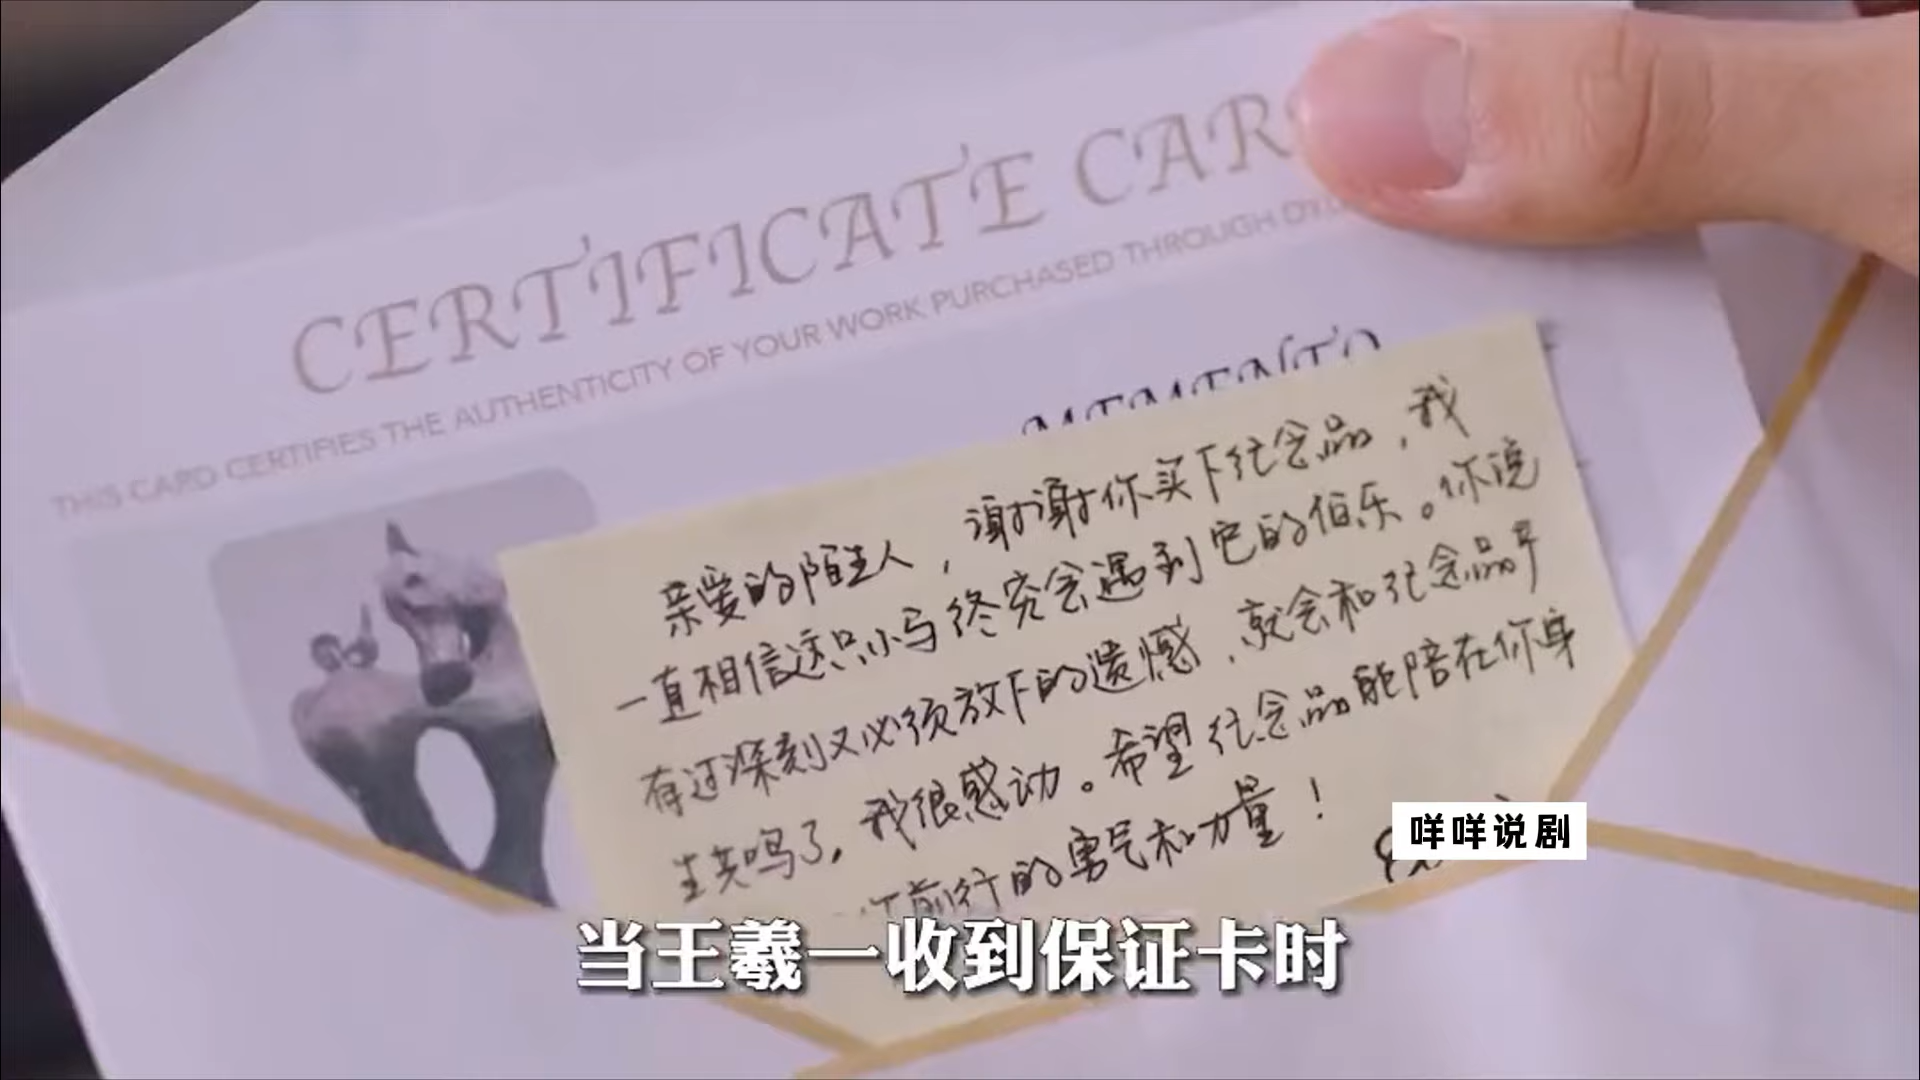 CERTIFICATE CAR
THIS CARD CERTIFIES THE AUTHENTICITY OF YOUR WORK PURCHASED THROUGH
MEMENTO
亲爱的陌生人，谢谢你买下纪念品，我
一直相信这只小马终究会遇到它的伯乐。你说
有过深刻又必须放下的遗憾，就会和纪念品产
生共鸣了，我很感动。希望纪念品能陪在你身
前行的勇气和力量！
咩咩说剧
当王羲一收到保证卡时